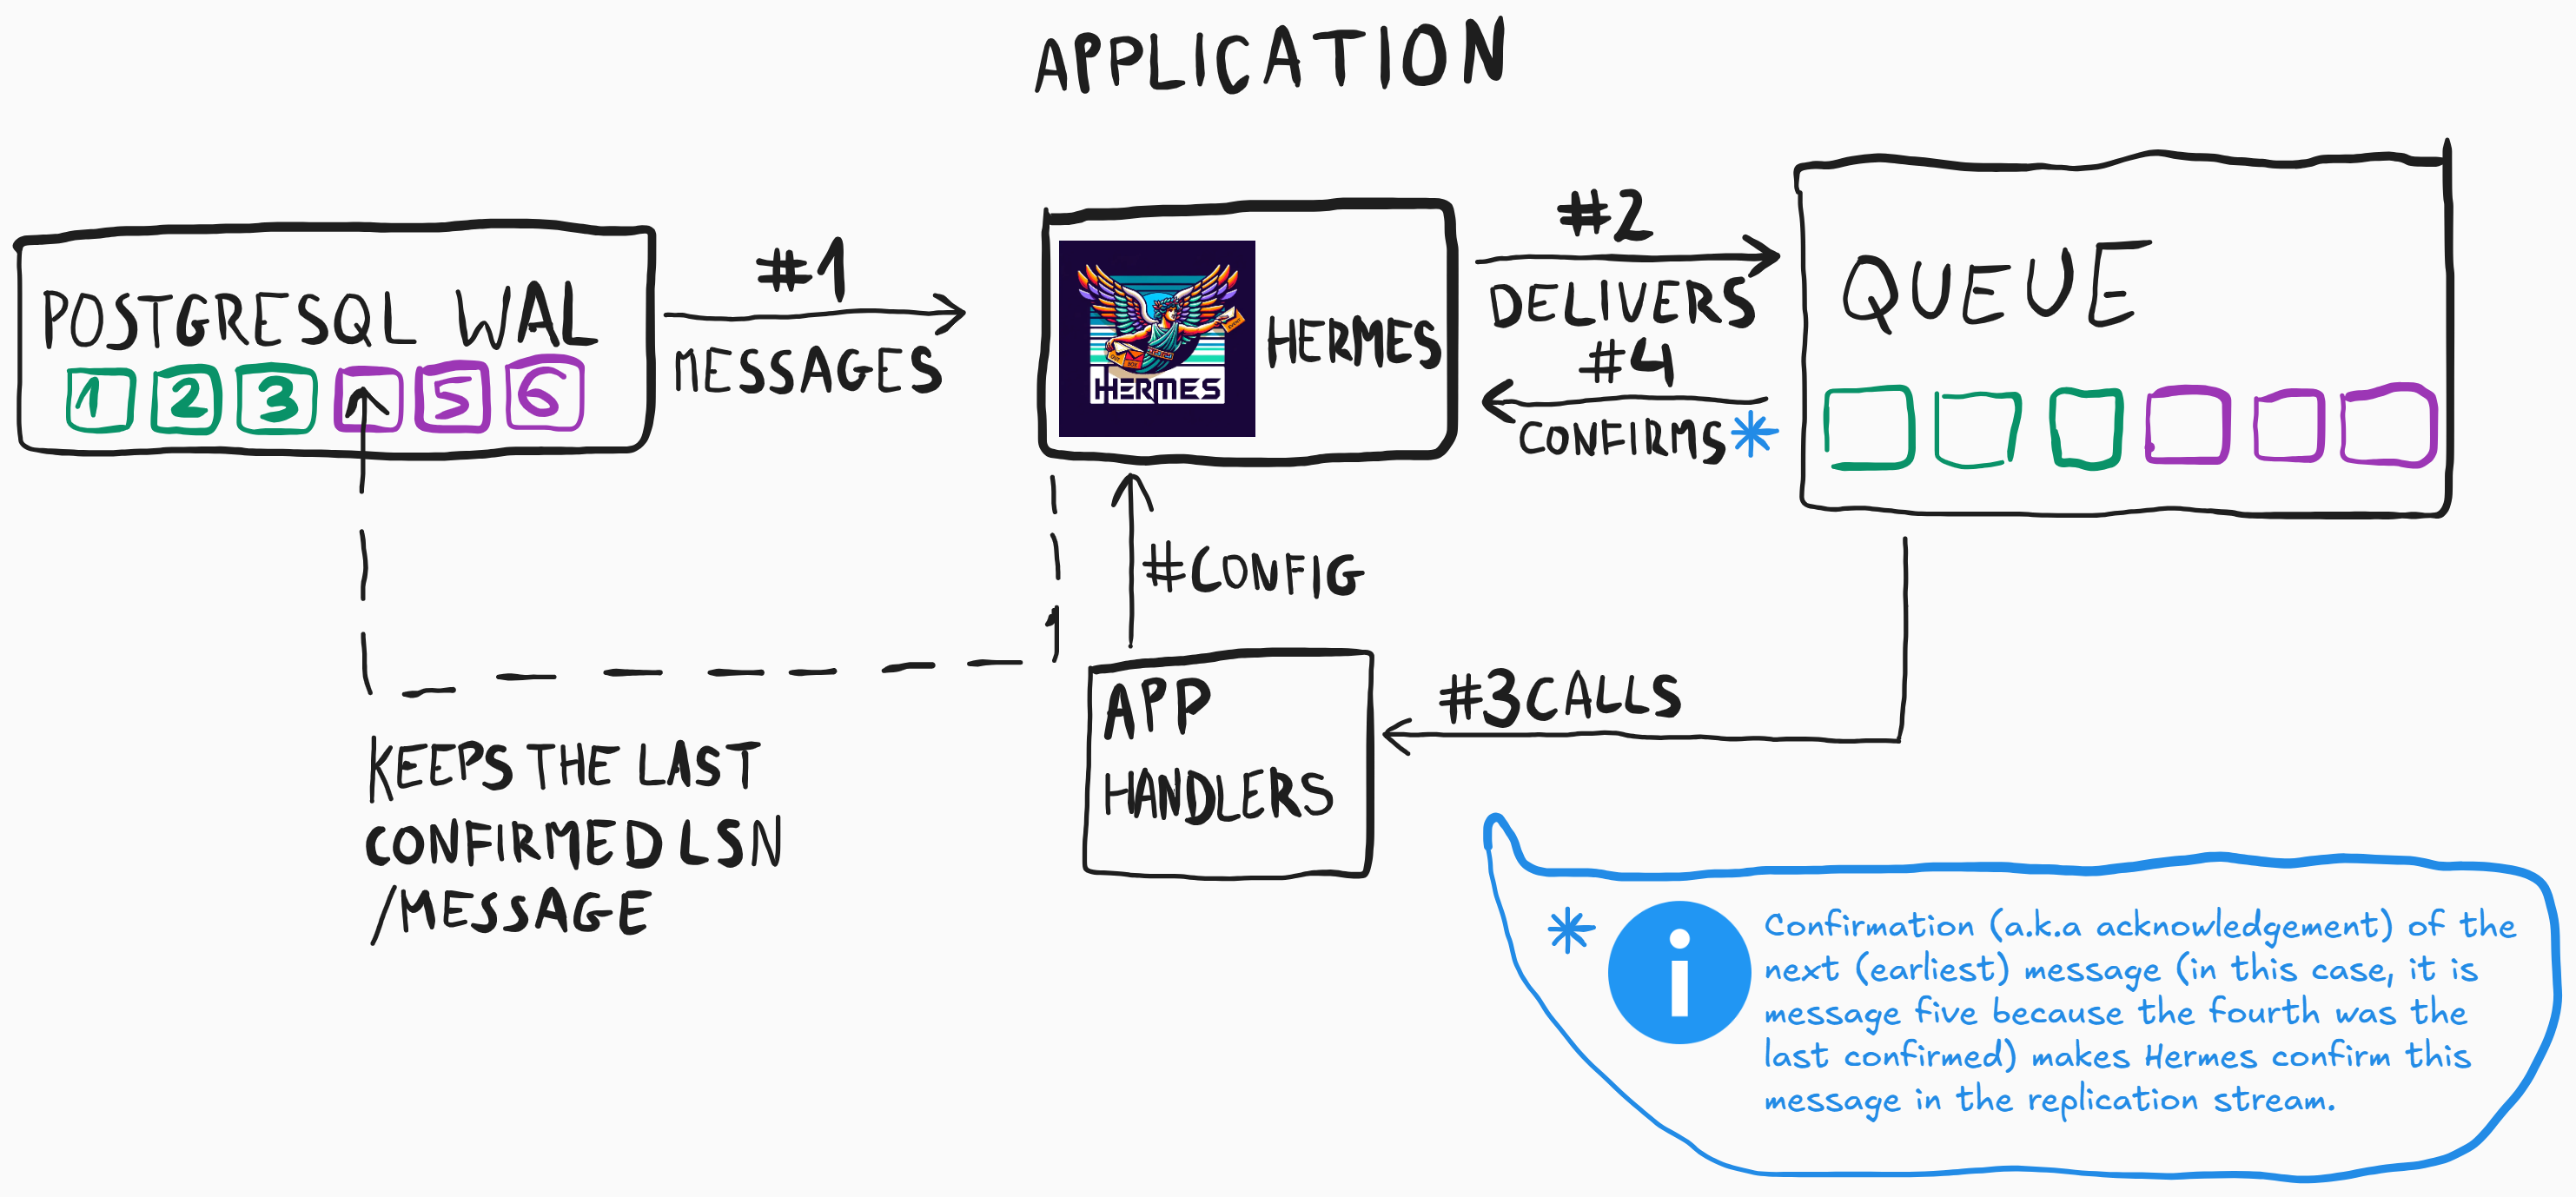 APPLICATION
POSTGRESQL WAL
1 2 3 5 6
#1
MESSAGES
HERMES
HERMES
#2
DELIVERS
#4
CONFIRMS*
QUEUE
#CONFIG
APP
HANDLERS
#3 CALLS
KEEPS THE LAST
CONFIRMED LSN
/MESSAGE
* i
Confirmation (a.k.a acknowledgement) of the
next (earliest) message (in this case, it is
message five because the fourth was the
last confirmed) makes Hermes confirm this
message in the replication stream.